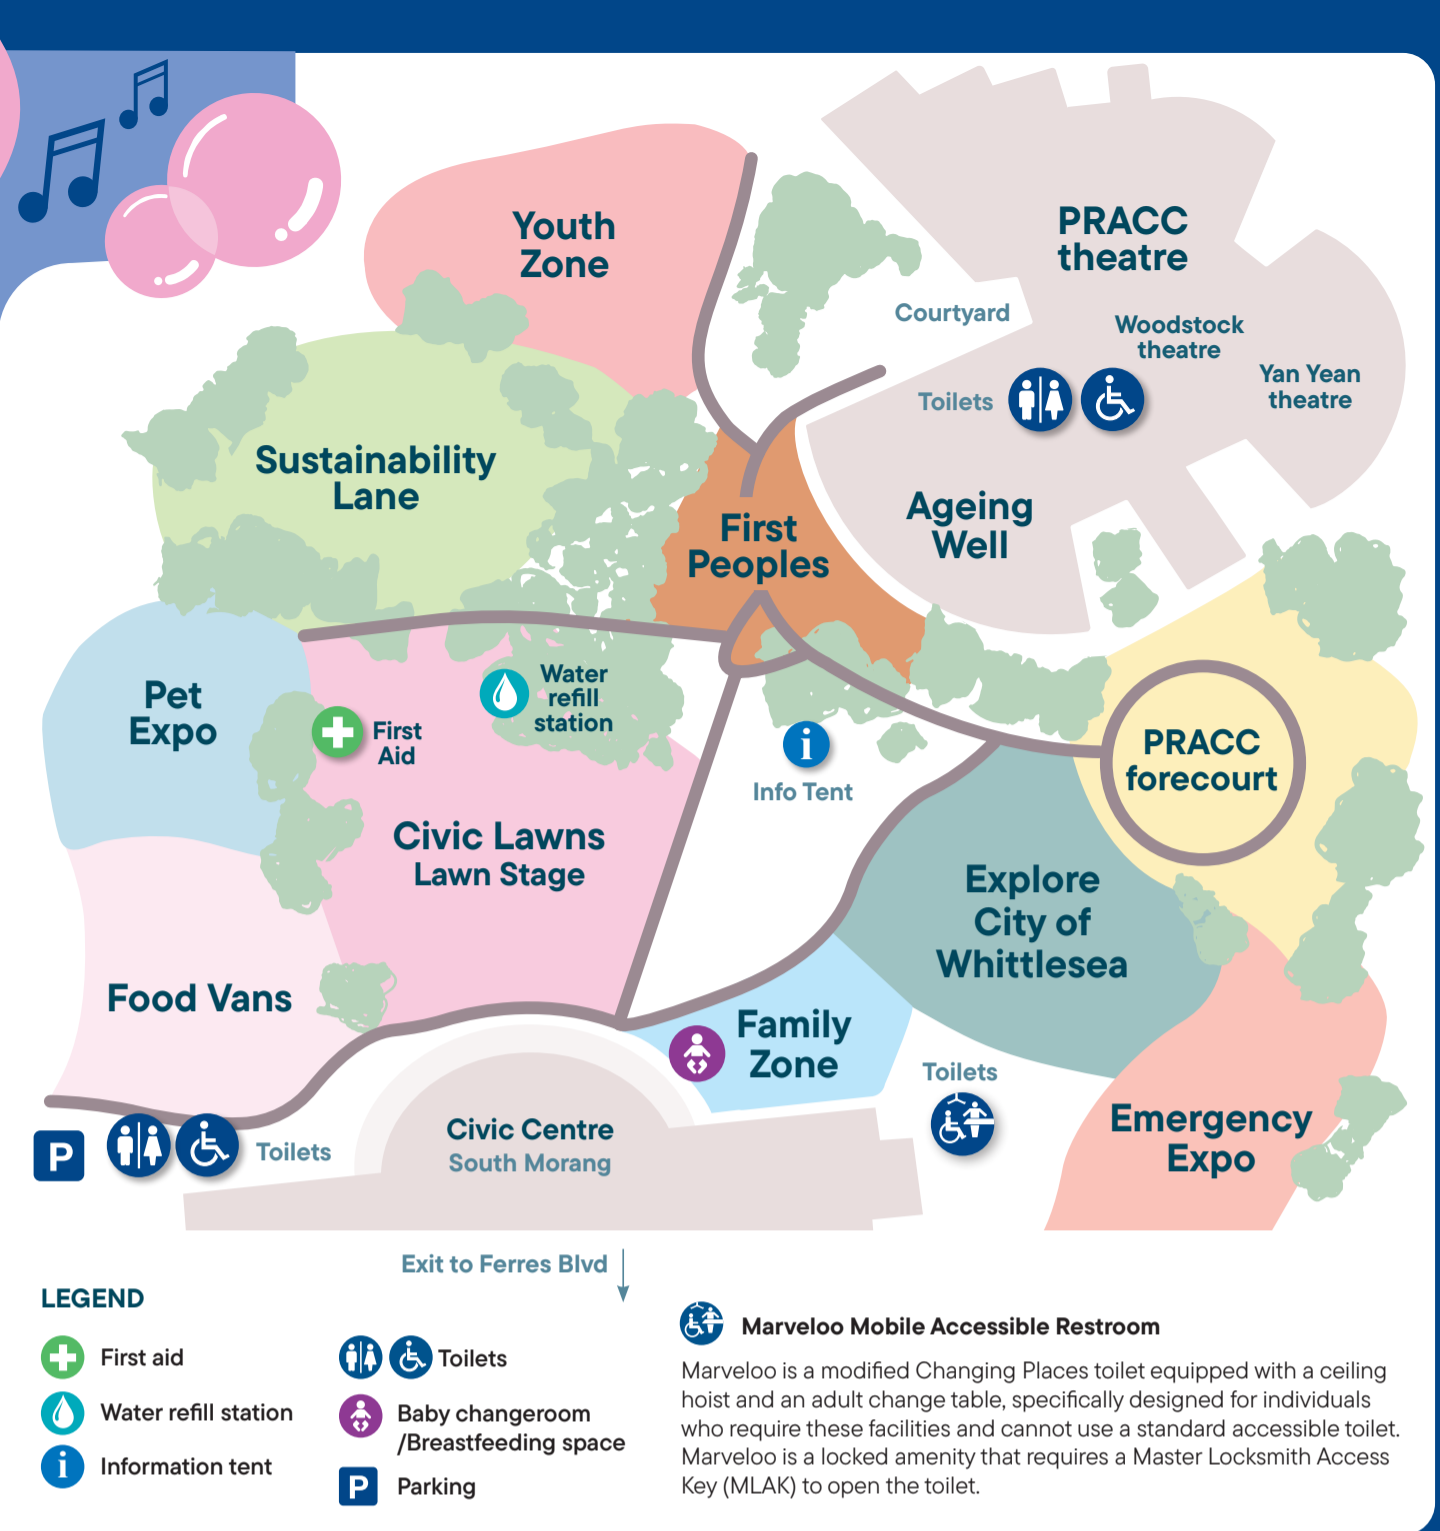 Youth
Zone
PRACC
theatre
Courtyard
Woodstock
theatre
Yan Yean
theatre
Toilets
Sustainability
Lane
Ageing
Well
First
Peoples
Pet
Expo
Water
refill
station
First
Aid
i
Info Tent
PRACC
forecourt
Civic Lawns
Lawn Stage
Explore
City of
Whittlesea
Food Vans
Family
Zone
Toilets
Emergency
Expo
Civic Centre
South Morang
P
Toilets
Exit to Ferres Blvd
LEGEND
First aid
Water refill station
i Information tent
Toilets
Baby changeroom
/Breastfeeding space
P Parking
Marveloo Mobile Accessible Restroom
Marveloo is a modified Changing Places toilet equipped with a ceiling
hoist and an adult change table, specifically designed for individuals
who require these facilities and cannot use a standard accessible toilet.
Marveloo is a locked amenity that requires a Master Locksmith Access
Key (MLAK) to open the toilet.